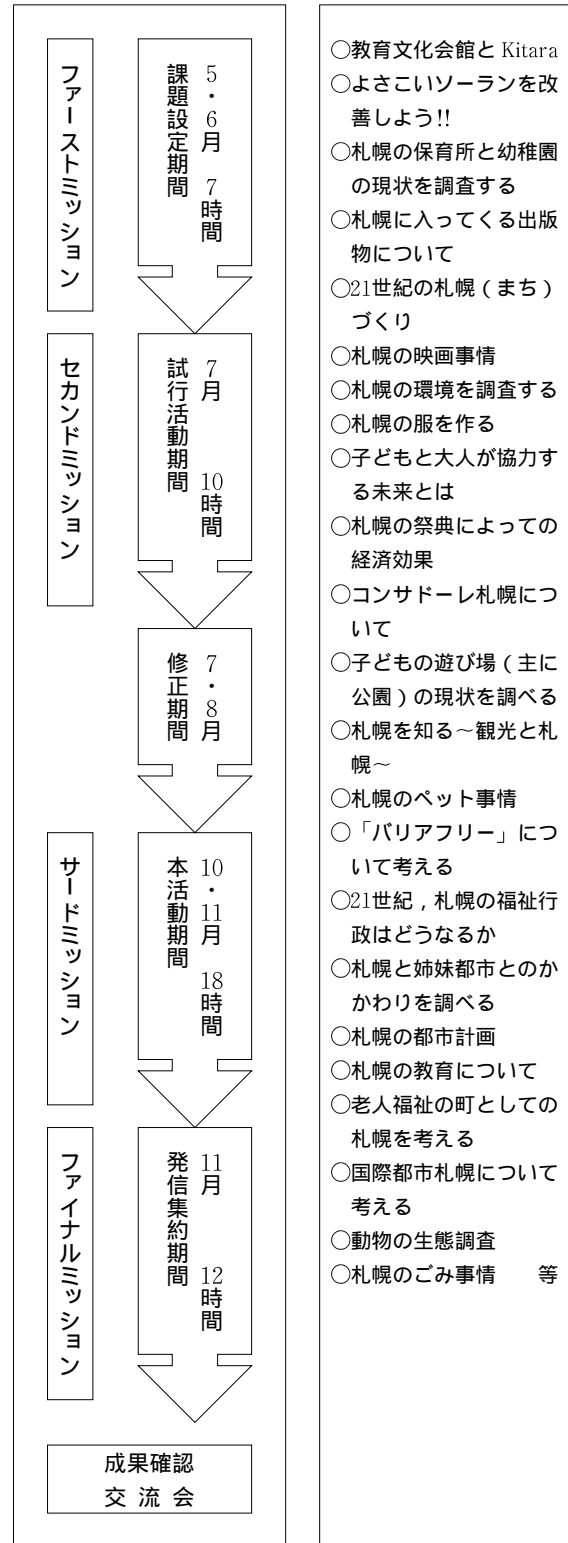 ファーストミッション
5・6月 7時間
課題設定期間
セカンドミッション
7月 10時間
試行活動期間
7・8月
修正期間
サードミッション
10・11月 18時間
本活動期間
ファイナルミッション
11月 12時間
発信集約期間
成果確認
交流会
○教育文化会館と Kitara
○よさこいソーランを改
善しよう!!
○札幌の保育所と幼稚園
の現状を調査する
○札幌に入ってくる出版
物について
○21世紀の札幌(まち)
づくり
○札幌の映画事情
○札幌の環境を調査する
○札幌の服を作る
○子どもと大人が協力す
る未来とは
○札幌の祭典によっての
経済効果
○コンサドーレ札幌につ
いて
○子どもの遊び場(主に
公園)の現状を調べる
○札幌を知る~観光と札
幌~
○札幌のペット事情
○「バリアフリー」につ
いて考える
○21世紀,札幌の福祉行
政はどうなるか
○札幌と姉妹都市とのか
かわりを調べる
○札幌の都市計画
○札幌の教育について
○老人福祉の町としての
札幌を考える
○国際都市札幌について
考える
○動物の生態調査
○札幌のごみ事情 等